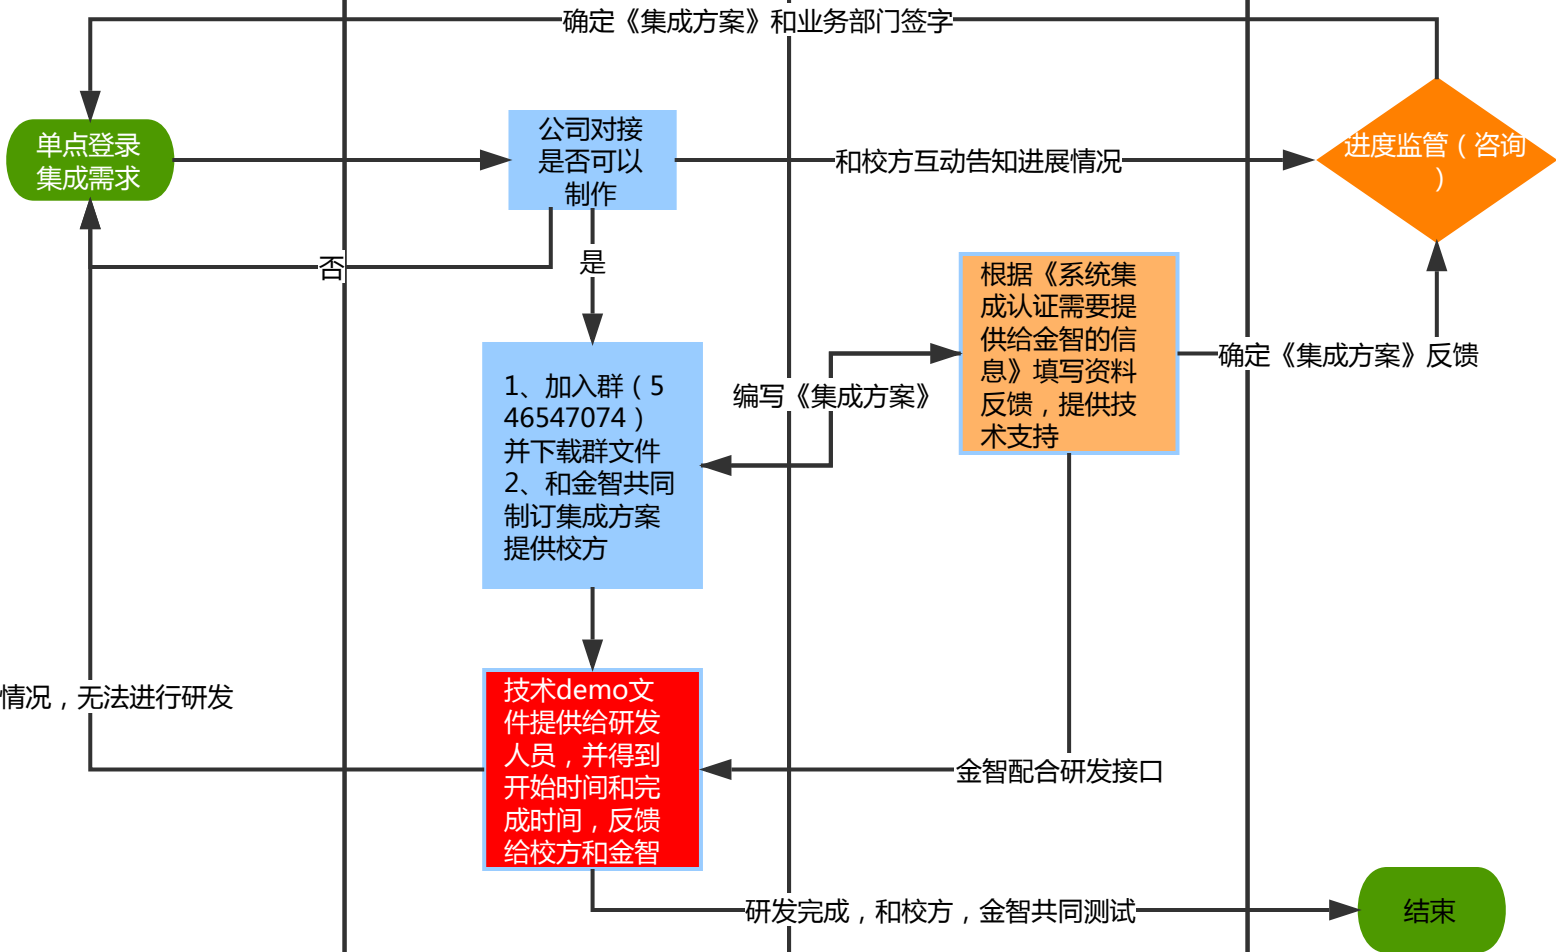 确定《集成方案》和业务部门签字
单点登录
集成需求
公司对接
是否可以
制作
和校方互动告知进展情况
进度监管（咨询
）
否
是
根据《系统集
成认证需要提
供给金智的信
息》填写资料
反馈，提供技
术支持
确定《集成方案》反馈
编写《集成方案》
1、加入群（5
46547074）
并下载群文件
2、和金智共同
制订集成方案
提供校方
情况，无法进行研发
技术demo文
件提供给研发
人员，并得到
开始时间和完
成时间，反馈
给校方和金智
金智配合研发接口
研发完成，和校方，金智共同测试
结束